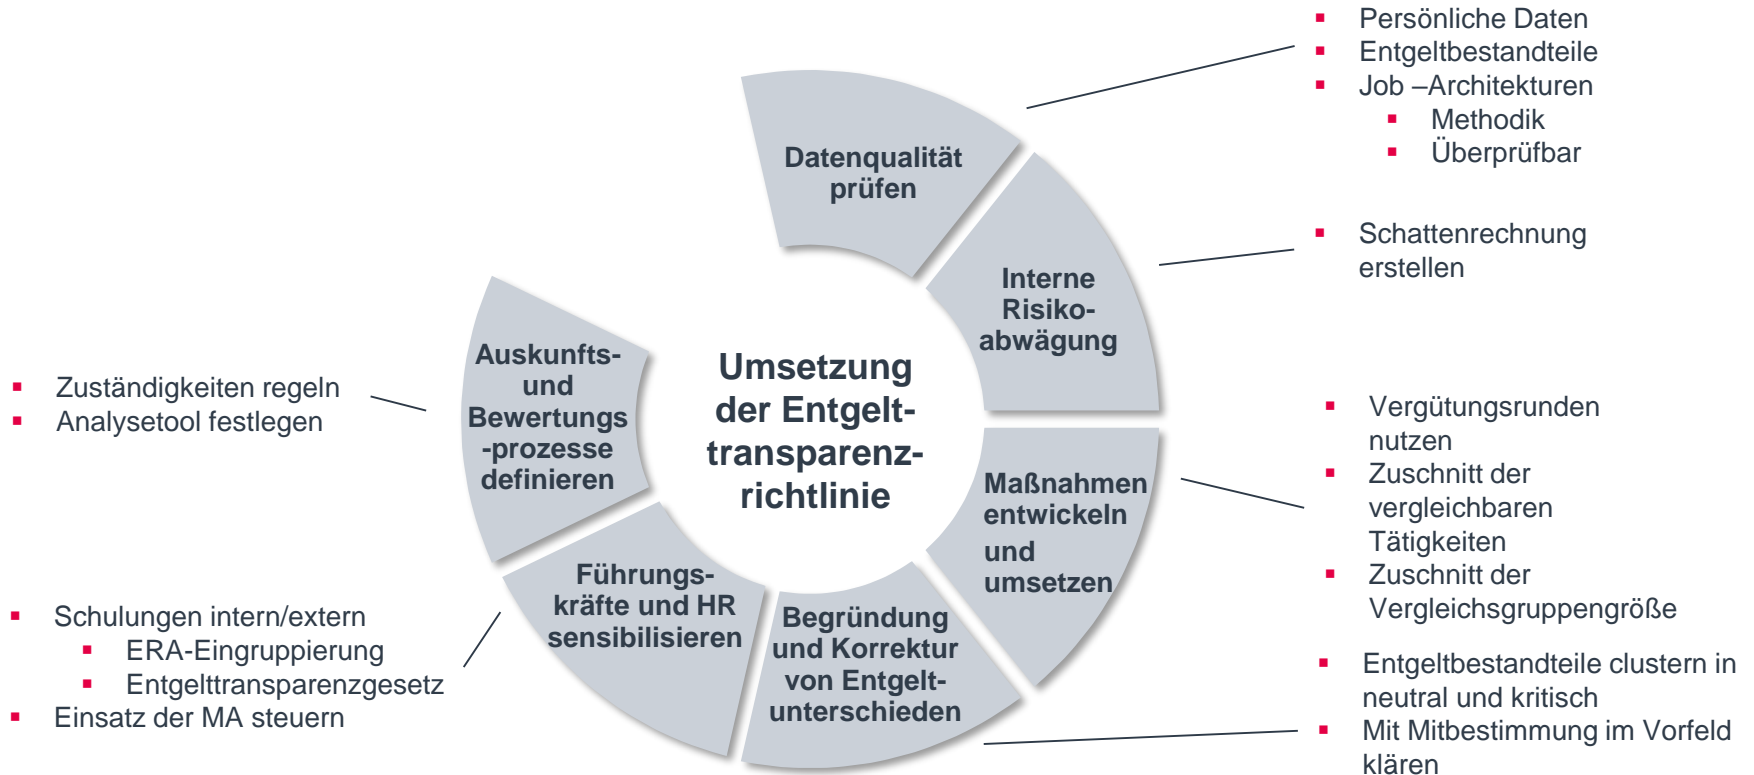 Persönliche Daten
Entgeltbestandteile
Job –Architekturen
Methodik
Überprüfbar
Datenqualität
prüfen
Schattenrechnung
erstellen
Interne
Risiko-
abwägung
Umsetzung
der Entgelt-
transparenz-
richtlinie
Vergütungsrunden
nutzen
Zuschnitt der
vergleichbaren
Tätigkeiten
Zuschnitt der
Vergleichsgruppengröße
Maßnahmen
entwickeln
und
umsetzen
Entgeltbestandteile clustern in
neutral und kritisch
Mit Mitbestimmung im Vorfeld
klären
Begründung
und Korrektur
von Entgelt-
unterschieden
Führungs-
kräfte und HR
sensibilisieren
Schulungen intern/extern
ERA-Eingruppierung
Entgelttransparenzgesetz
Einsatz der MA steuern
Auskunfts-
und
Bewertungs
-prozesse
definieren
Zuständigkeiten regeln
Analysetool festlegen